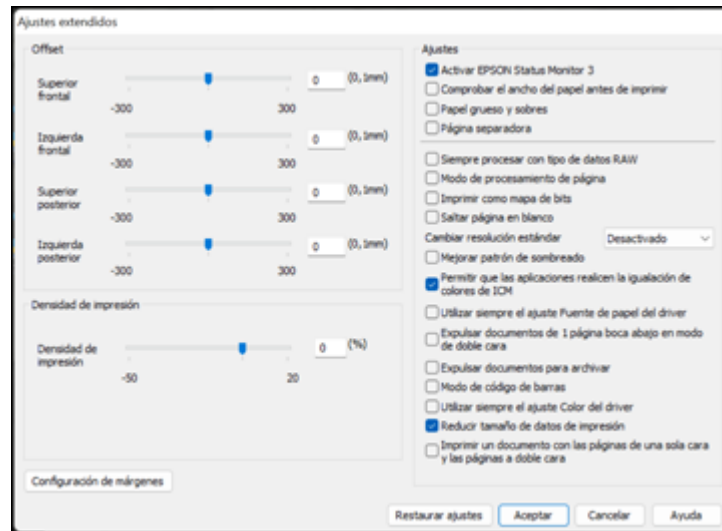 Ajustes extendidos
Offset
Superior
frontal
0
(0,1mm)
-300
300
Izquierda
frontal
0
(0,1mm)
-300
300
Superior
posterior
0
(0,1mm)
-300
300
Izquierda
posterior
0
(0,1mm)
-300
300
Densidad de impresión
Densidad de
impresión
0
(%)
-50
20
Configuración de márgenes
Ajustes
Activar EPSON Status Monitor 3
Comprobar el ancho del papel antes de imprimir
Papel grueso y sobres
Página separadora
Siempre procesar con tipo de datos RAW
Modo de procesamiento de página
Imprimir como mapa de bits
Saltar página en blanco
Cambiar resolución estándar
Desactivado
Mejorar patrón de sombreado
Permitir que las aplicaciones realicen la igualación de
colores de ICM
Utilizar siempre el ajuste Fuente de papel del driver
Expulsar documentos de 1 página boca abajo en modo
de doble cara
Expulsar documentos para archivar
Modo de código de barras
Utilizar siempre el ajuste Color del driver
Reducir tamaño de datos de impresión
Imprimir un documento con las páginas de una sola cara
y las páginas a doble cara
Restaurar ajustes
Aceptar
Cancelar
Ayuda